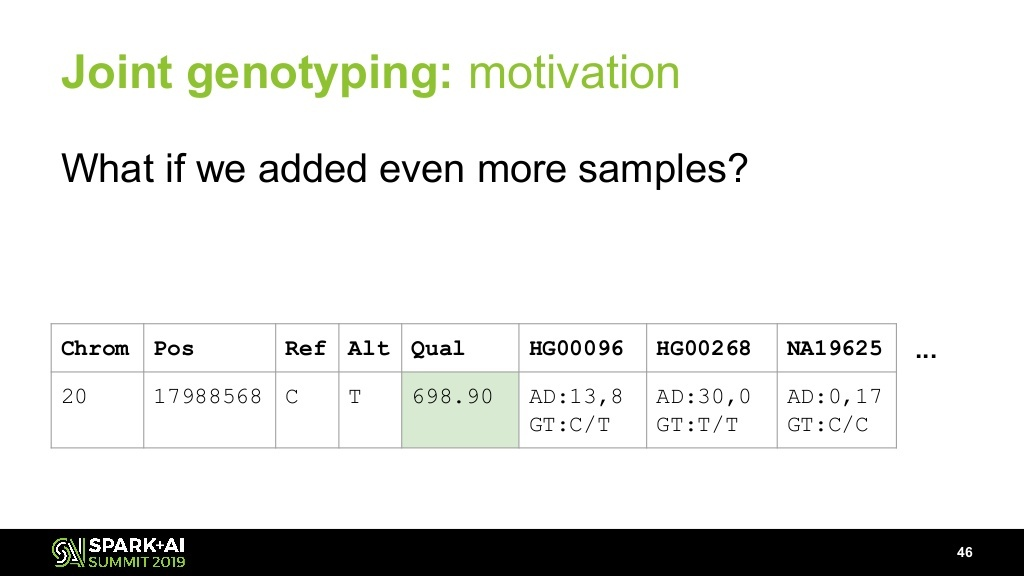 Joint genotyping: motivation
What if we added even more samples?
Chrom Pos Ref Alt Qual HG00096 HG00268 NA19625 ...
20 17988568 C T 698.90 AD:13,8 AD:30,0 AD:0,17
GT:C/T GT:T/T GT:C/C
SPARK+AI
SUMMIT 2019
46